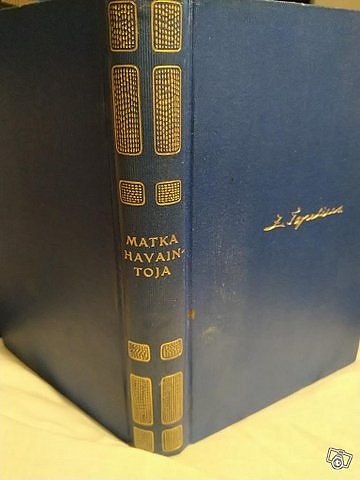 MATKA
HAVAIN-
TOJA
Z. Topelius